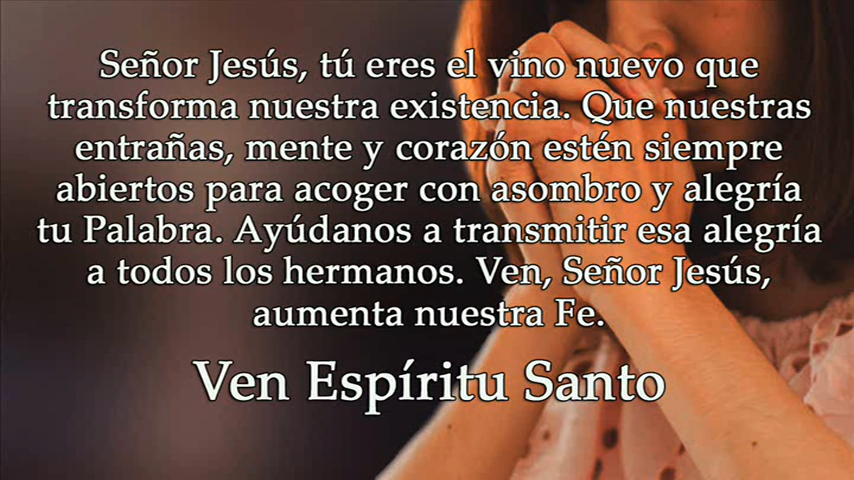 Señor Jesús, tú eres el vino nuevo que
transforma nuestra existencia. Que nuestras
entrañas, mente y corazón estén siempre
abiertos para acoger con asombro y alegría
tu Palabra. Ayúdanos a transmitir esa alegría
a todos los hermanos. Ven, Señor Jesús,
aumenta nuestra Fe.
Ven Espíritu Santo